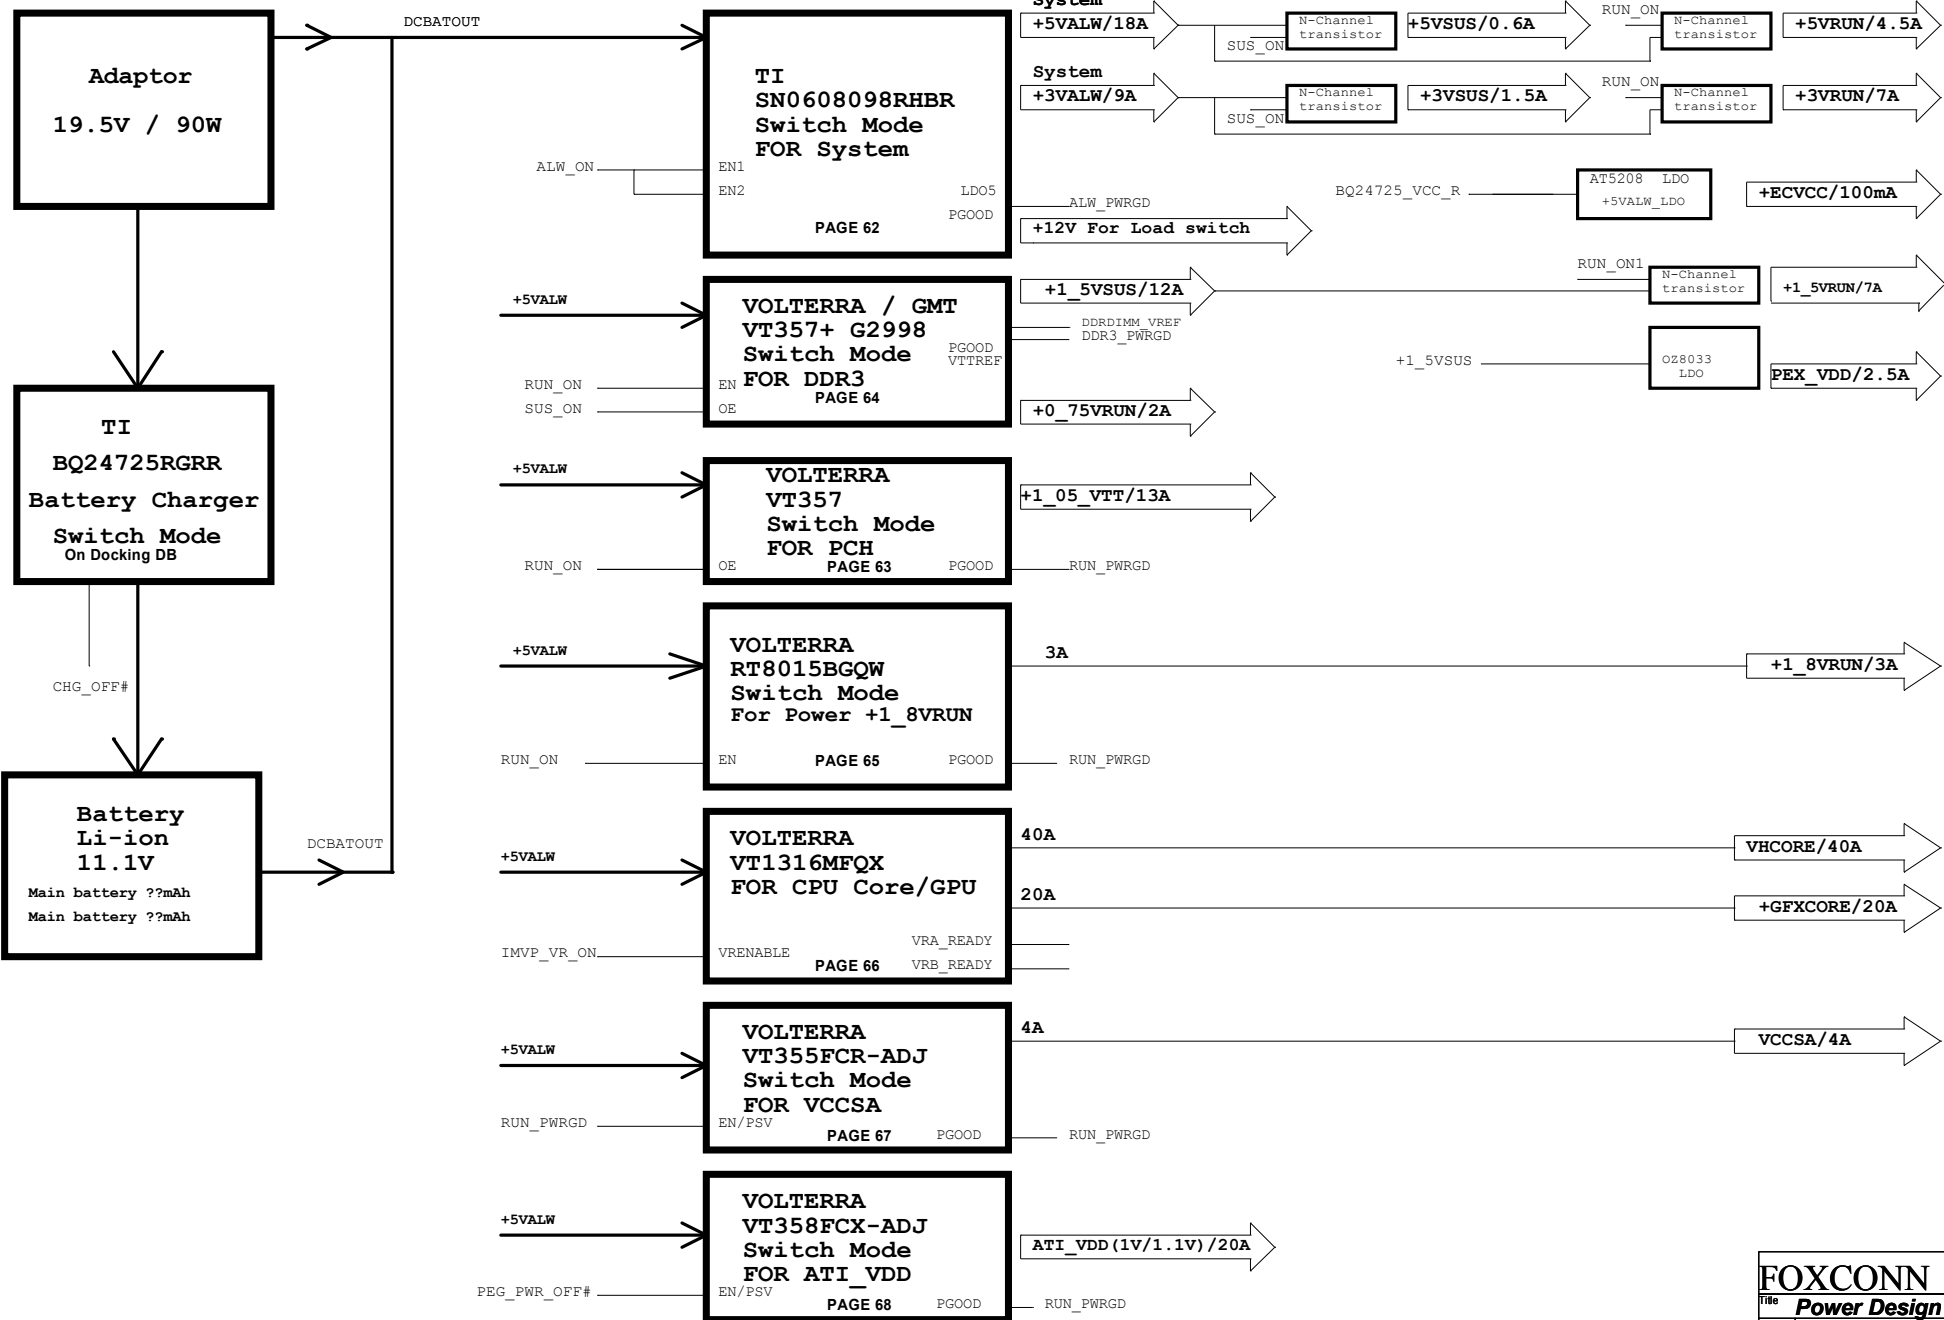 Adaptor
19.5V / 90W
TI
BQ24725RGRR
Battery Charger
Switch Mode
On Docking DB
CHG_OFF#
Battery
Li-ion
11.1V
Main battery ??mAh
Main battery ??mAh
DCBATOUT
DCBATOUT
TI
SN0608098RHBR
Switch Mode
FOR System
ALW_ON
EN1
EN2
LDO5
PGOOD
PAGE 62
ALW_PWRGD
+12V For Load switch
System
+5VALW/18A
SUS_ON
N-Channel
transistor
+5VSUS/0.6A
RUN_ON
N-Channel
transistor
+5VRUN/4.5A
System
+3VALW/9A
SUS_ON
N-Channel
transistor
+3VSUS/1.5A
RUN_ON
N-Channel
transistor
+3VRUN/7A
BQ24725_VCC_R
AT5208 LDO
+5VALW_LDO
+ECVCC/100mA
+5VALW
VOLTERRA / GMT
VT357+ G2998
Switch Mode
FOR DDR3
PGOOD
VTTREF
RUN_ON
EN
SUS_ON
OE
PAGE 64
+1_5VSUS/12A
DDRDIMM_VREF
DDR3_PWRGD
+0_75VRUN/2A
RUN_ON1
N-Channel
transistor
+1_5VRUN/7A
+1_5VSUS
OZ8033
LDO
PEX_VDD/2.5A
+5VALW
VOLTERRA
VT357
Switch Mode
FOR PCH
RUN_ON
OE
PAGE 63
PGOOD
RUN_PWRGD
+1_05_VTT/13A
+5VALW
VOLTERRA
RT8015BGQW
Switch Mode
For Power +1_8VRUN
RUN_ON
EN
PAGE 65
PGOOD
RUN_PWRGD
3A
+1_8VRUN/3A
+5VALW
VOLTERRA
VT1316MFQX
FOR CPU Core/GPU
IMVP_VR_ON
VRENABLE
PAGE 66
VRA_READY
VRB_READY
40A
VHCORE/40A
20A
+GFXCORE/20A
+5VALW
VOLTERRA
VT355FCR-ADJ
Switch Mode
FOR VCCSA
RUN_PWRGD
EN/PSV
PAGE 67
PGOOD
RUN_PWRGD
4A
VCCSA/4A
+5VALW
VOLTERRA
VT358FCX-ADJ
Switch Mode
FOR ATI_VDD
PEG_PWR_OFF#
EN/PSV
PAGE 68
PGOOD
RUN_PWRGD
ATI_VDD(1V/1.1V)/20A
FOXCONN
Title
Power Design